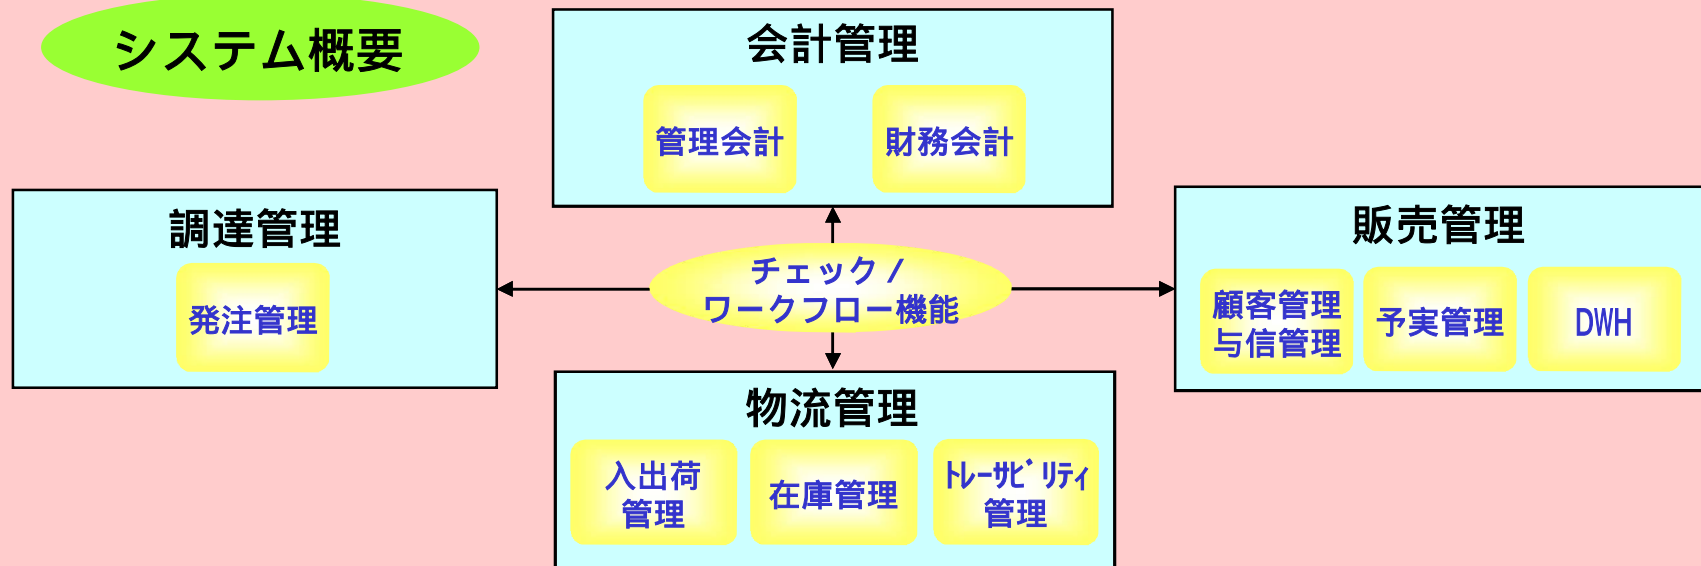 システム概要
会計管理
管理会計
財務会計
調達管理
発注管理
チェック /
ワークフロー機能
販売管理
顧客管理
与信管理
予実管理
DWH
物流管理
入出荷
管理
在庫管理
ﾄﾚｰｻﾋﾞﾘﾃｨ
管理